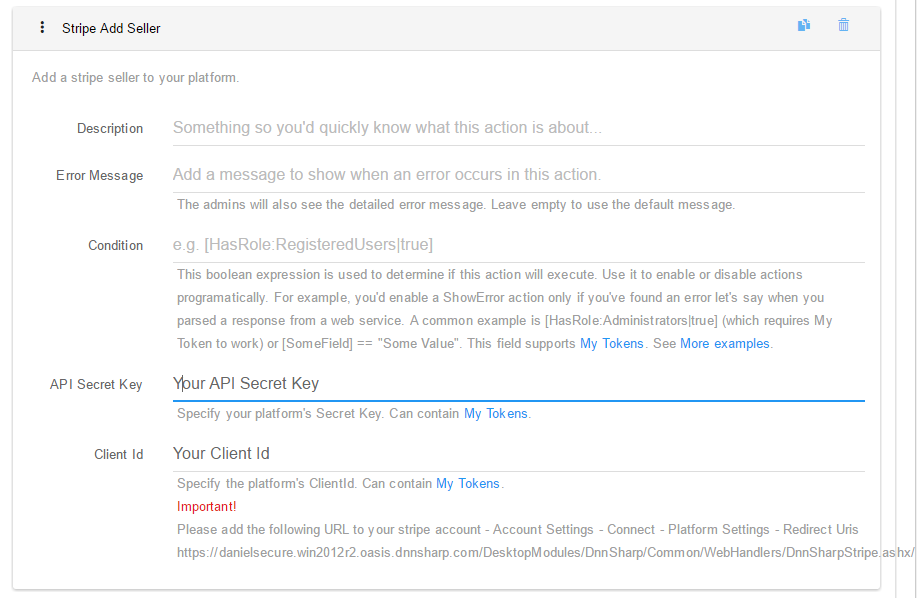 Stripe Add Seller
Add a stripe seller to your platform.
Description
Something so you'd quickly know what this action is about...
Error Message
Add a message to show when an error occurs in this action.
The admins will also see the detailed error message. Leave empty to use the default message.
Condition
e.g. [HasRole:RegisteredUsers|true]
This boolean expression is used to determine if this action will execute. Use it to enable or disable actions
programatically. For example, you'd enable a ShowError action only if you've found an error let's say when you
parsed a response from a web service. A common example is [HasRole:Administrators|true] (which requires My
Token to work) or [SomeField] == "Some Value". This field supports My Tokens. See More examples.
API Secret Key
Your API Secret Key
Specify your platform's Secret Key. Can contain My Tokens.
Client Id
Your Client Id
Specify the platform's ClientId. Can contain My Tokens.
Important!
Please add the following URL to your stripe account - Account Settings - Connect - Platform Settings - Redirect Uris
https://danielsecure.win2012r2.oasis.dnnsharp.com/DesktopModules/DnnSharp/Common/WebHandlers/DnnSharpStripe.ashx/